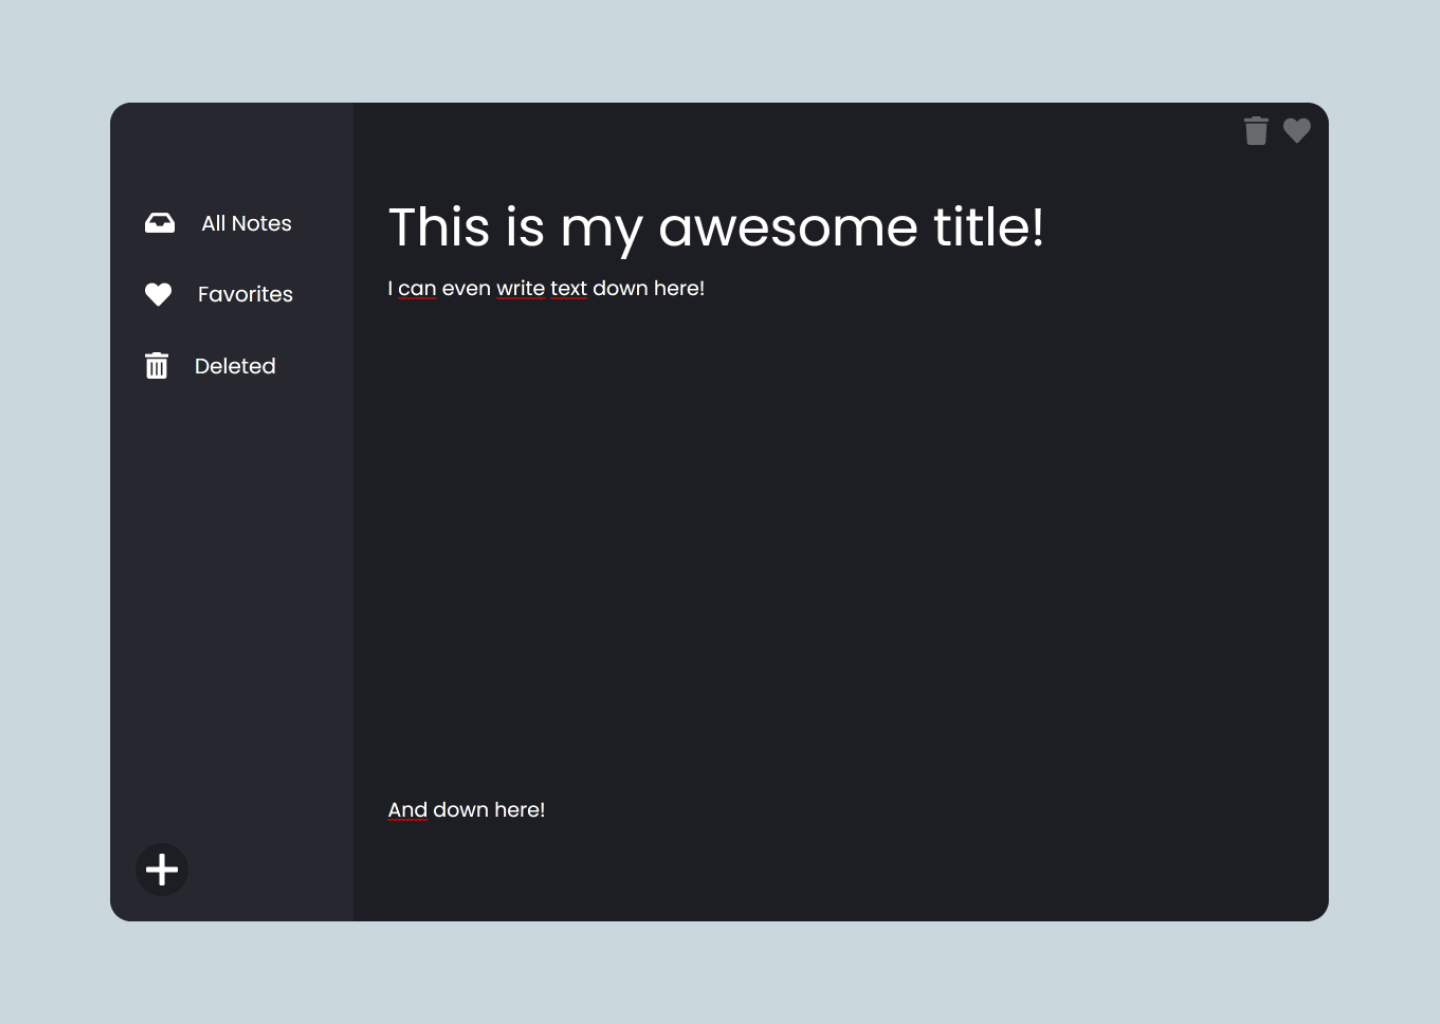 All Notes
Favorites
Deleted
This is my awesome title!
I can even write text down here!
And down here!